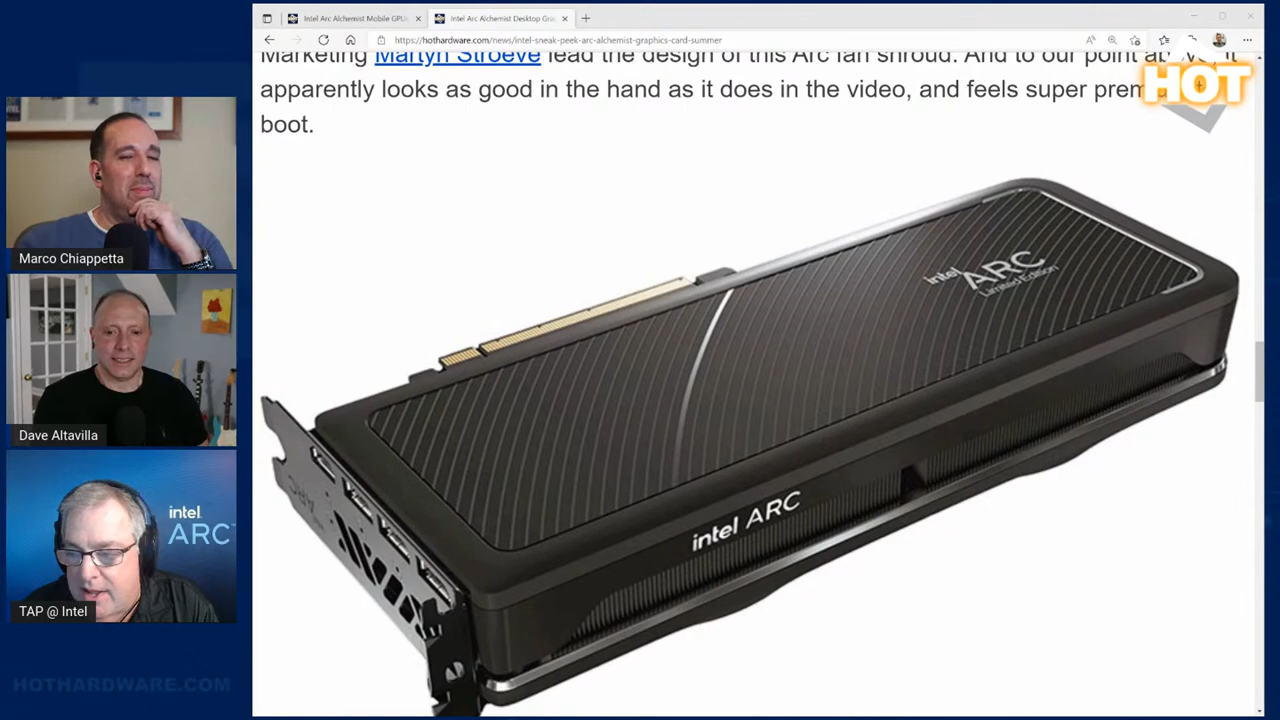 Intel Arc Alchemist Mobile GPU
Intel Arc Alchemist Desktop Gra
https://hothardware.com/news/intel-sneak-peek-arc-alchemist-graphics-card-summer
Marketing Martyn Stroeve lead the design of this Arc fan shroud. And to our point
apparently looks as good in the hand as it does in the video, and feels super
boot.
HOT
intel ARC
Limited Edition
intel ARC
Marco Chiappetta
Dave Altavilla
intel
ARC
TAP @ Intel
HOTHARDWARE.COM